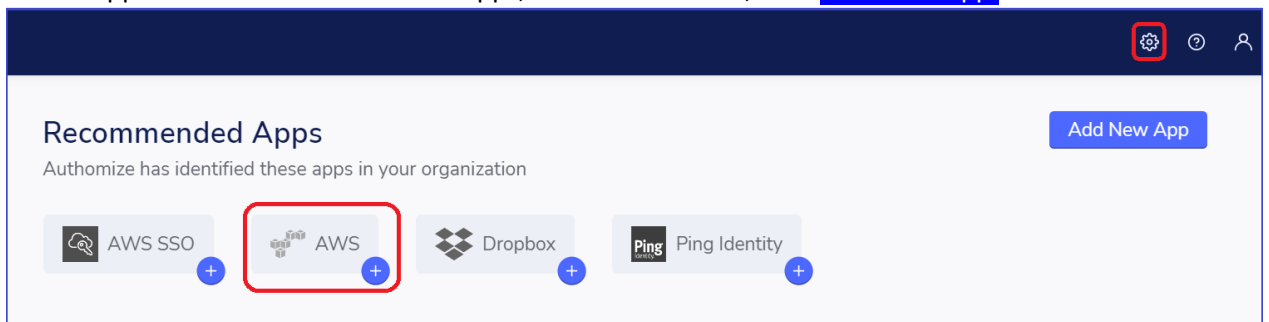 Recommended Apps
Add New App
Authomize has identified these apps in your organization
AWS SSO
AWS
Dropbox
Ping
Ping Identity